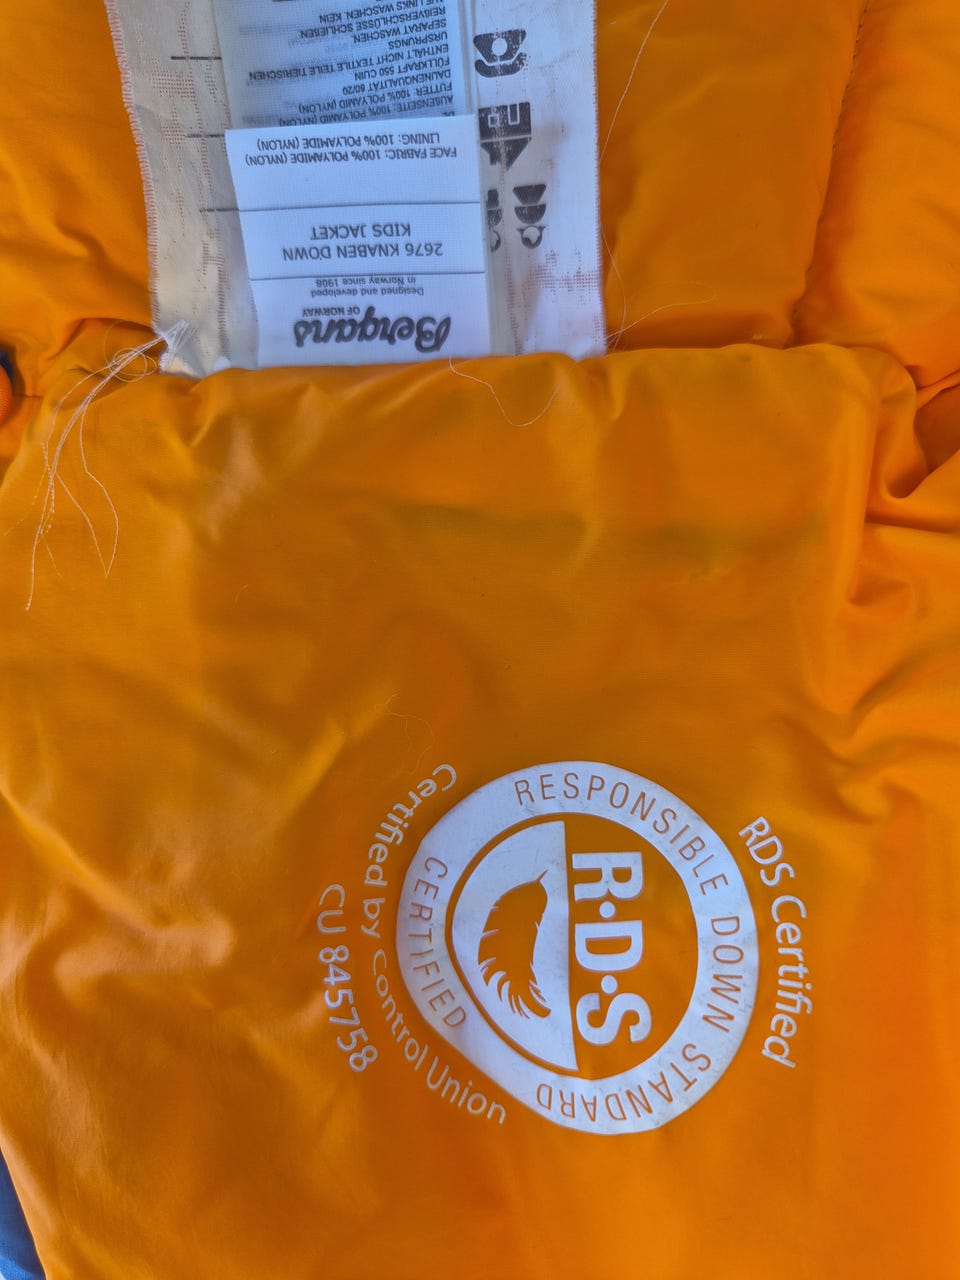 Bergans
OF NORWAY
Designed and developed
in Norway since 1908
2676 KNABEN DOWN
KIDS JACKET
FACE FABRIC: 100% POLYAMIDE (NYLON)
LINING: 100% POLYAMIDE (NYLON)
DE
AUßENSEITE: 100% POLYAMID (NYLON)
FUTTER: 100% POLYAMID (NYLON)
DAUNENQUALITÄT 8020
FÜLLKRAFT 550 CUIN
ENTHÄLT NICHT TEXTILE TEILE TIERISCHEN
URSPRUNGS
SEPARAT WASCHEN.
REIßVERSCHLÜSSE SCHLIEßEN.
LINKS WASCHEN. KEIN
RDS Certified
RESPONSIBLE DOWN STANDARD
R·D·S
CERTIFIED
Certified by Control Union
CU 845758